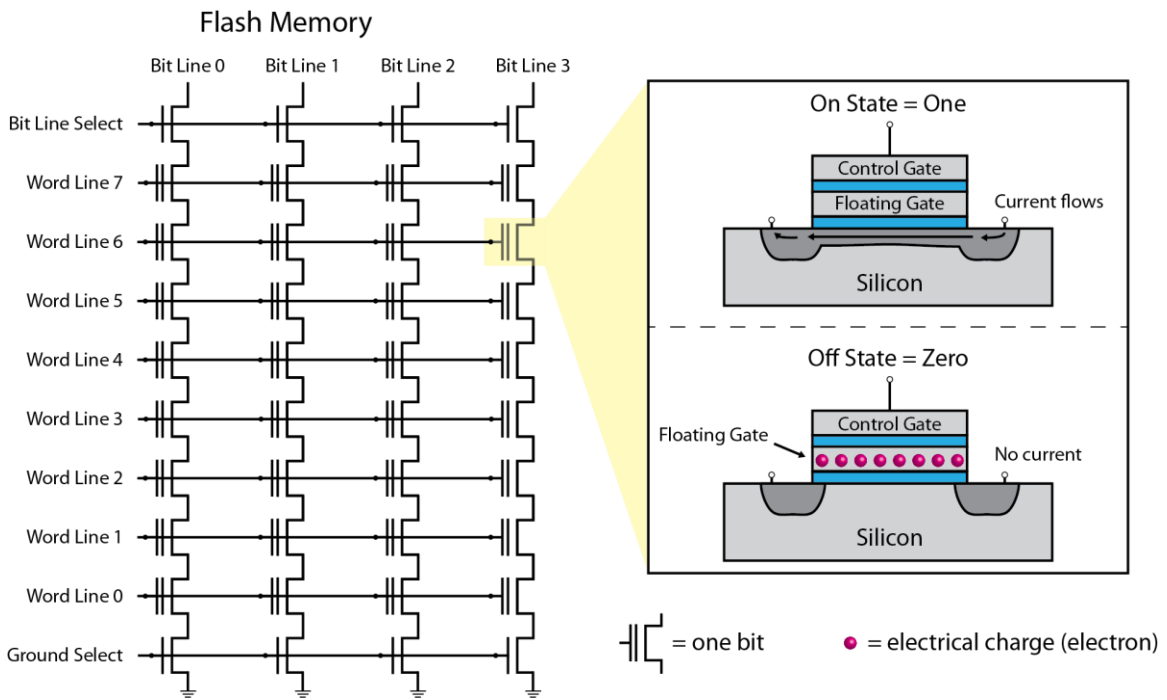 Flash Memory
Bit Line 0
Bit Line 1
Bit Line 2
Bit Line 3
Bit Line Select
Word Line 7
Word Line 6
Word Line 5
Word Line 4
Word Line 3
Word Line 2
Word Line 1
Word Line 0
Ground Select
On State = One
Control Gate
Floating Gate
Current flows
Silicon
Off State = Zero
Control Gate
Floating Gate
No current
Silicon
= one bit
= electrical charge (electron)